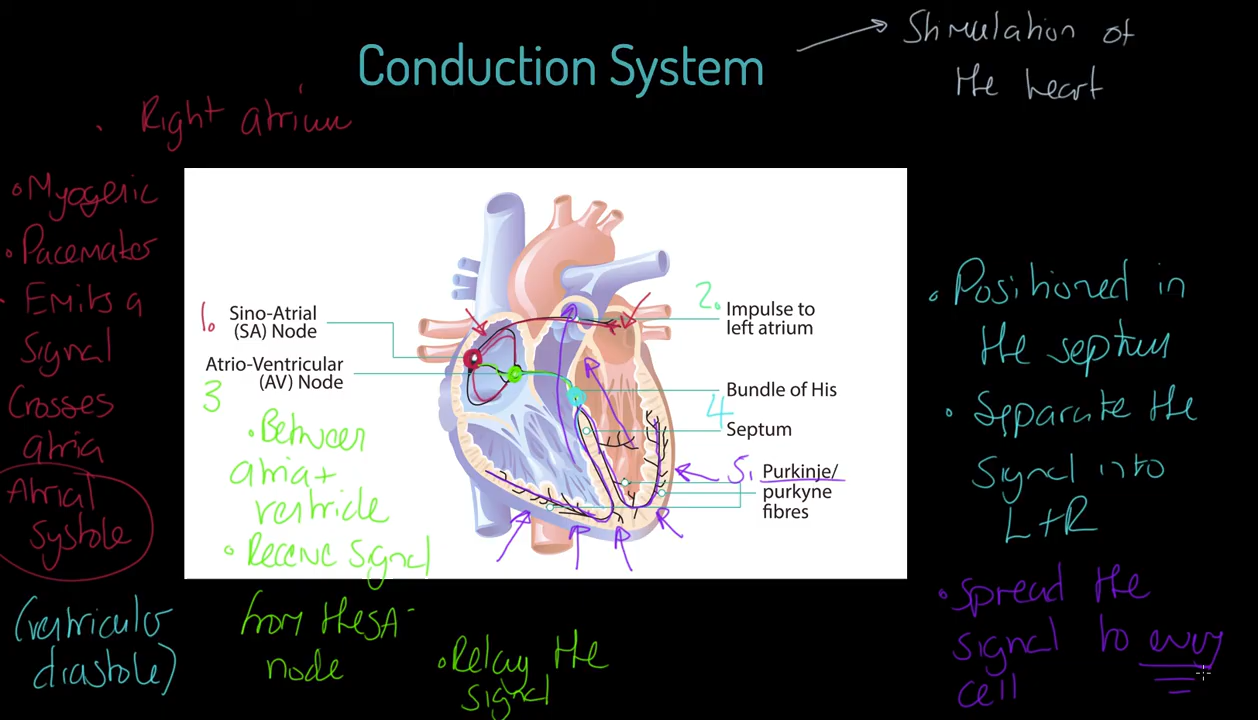 Conduction System
Stimulation of
the heart
Right atrium
Myogenic
Pacemaker
Emits a
Signal
Crosses
atria
Atrial
Systole
(ventricular
diastole)
1.
Sino-Atrial
(SA) Node
Atrio-Ventricular
(AV) Node
3
Between
atria +
ventricle
Receive Signal
from the SA-
node
Relay the
signal
2.
Impulse to
left atrium
Bundle of His
4
Septum
5.
Purkinje/
purkyne
fibres
Positioned in
the septum
Separate the
signal into
L+R
Spread the
signal to every
cell